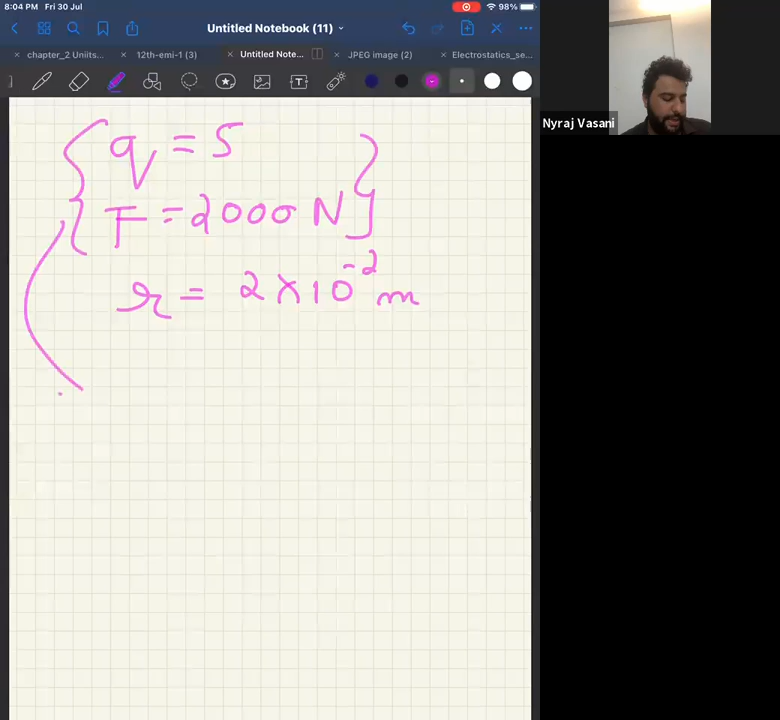 8:04 PM Fri 30 Jul
98%
Untitled Notebook (11)
chapter_2 Uniits... 12th-emi-1 (3) Untitled Note... JPEG image (2) Electrostatics_se...
Nyraj Vasani
q = 5
F = 2000 N
r = 2 × 10⁻² m